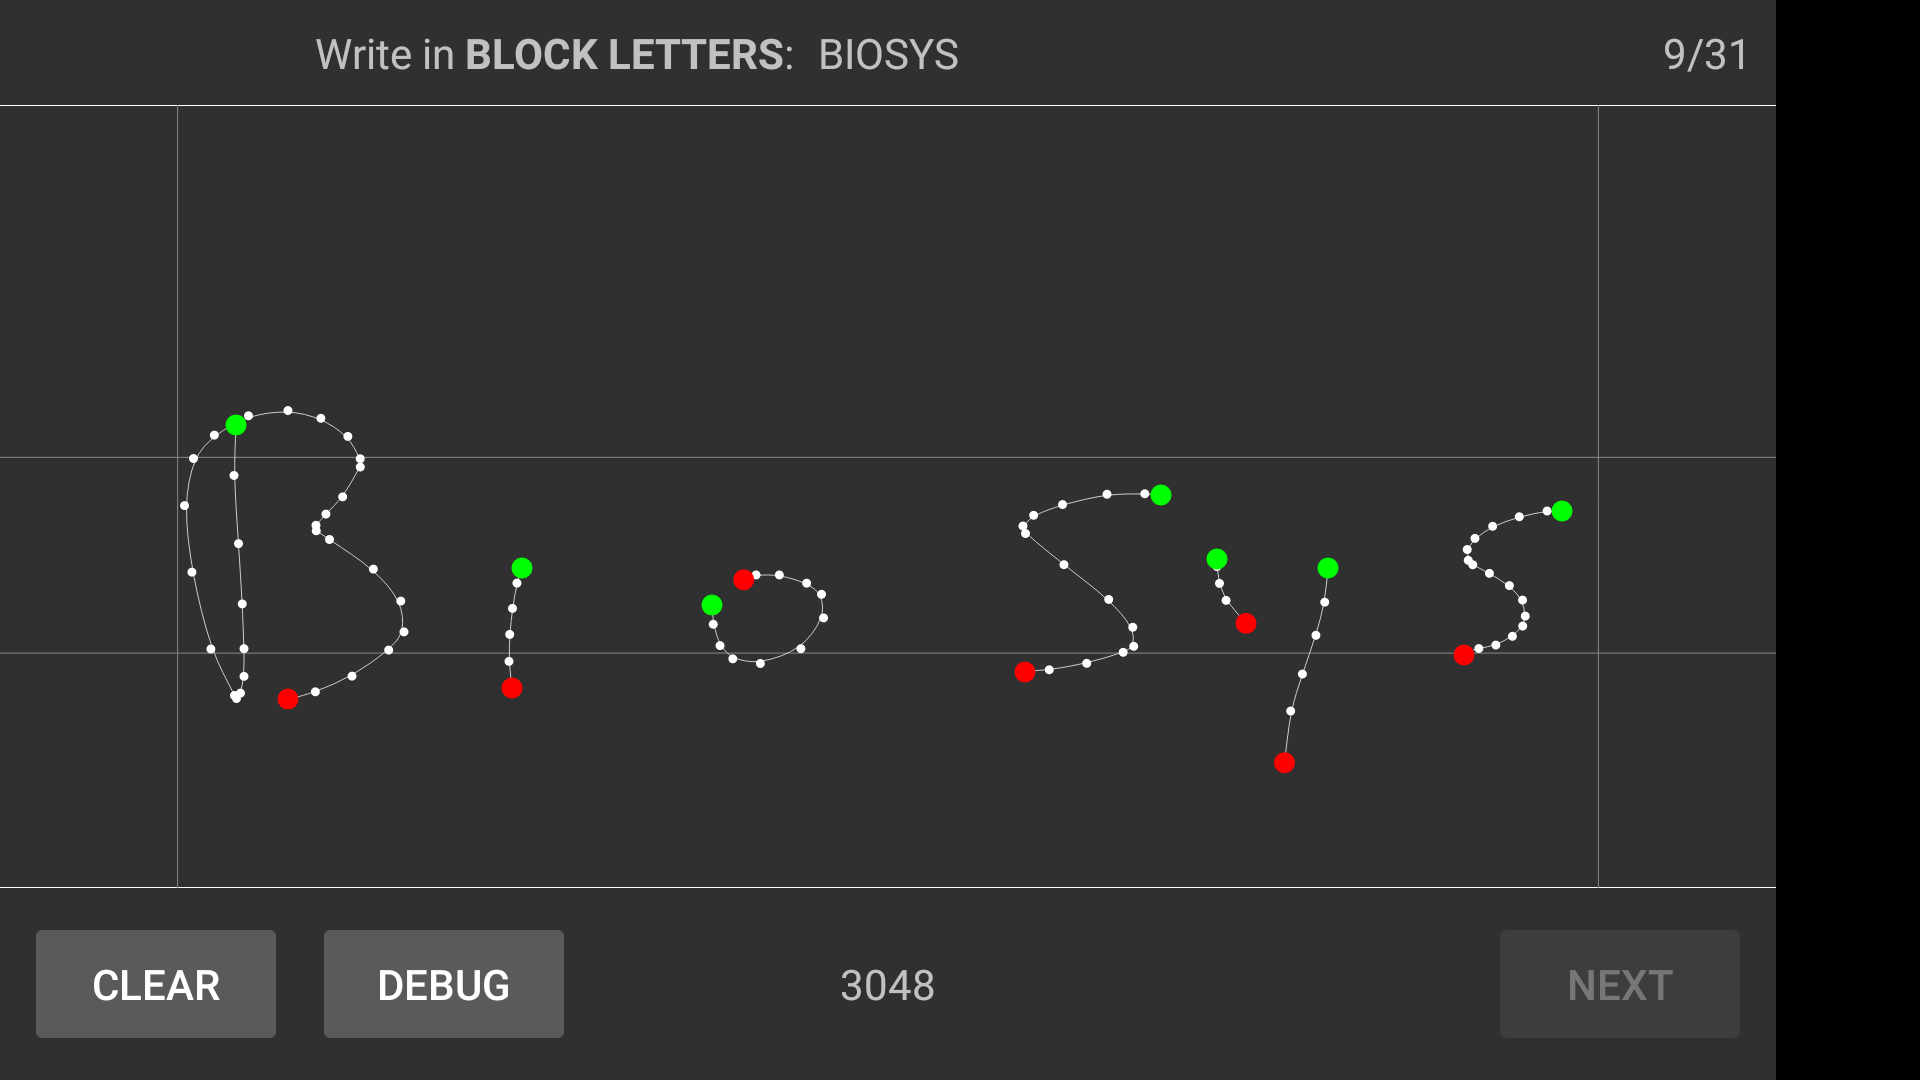 Write in BLOCK LETTERS: BIOSYS 9/31
BIOSYS
CLEAR DEBUG 3048 NEXT